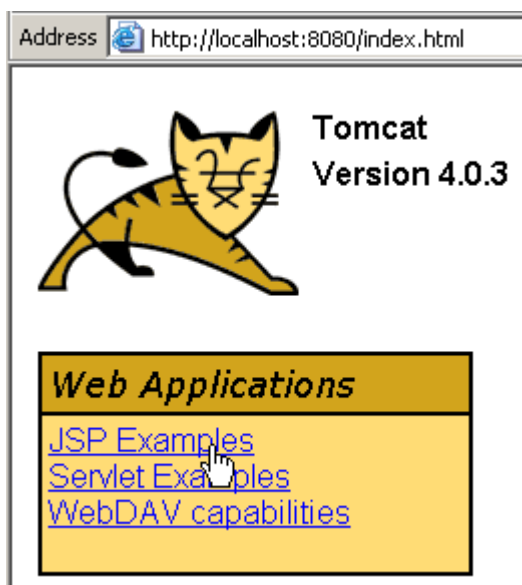 Address http://localhost:8080/index.html
Tomcat
Version 4.0.3
Web Applications
JSP Examples
Servlet Examples
WebDAV capabilities